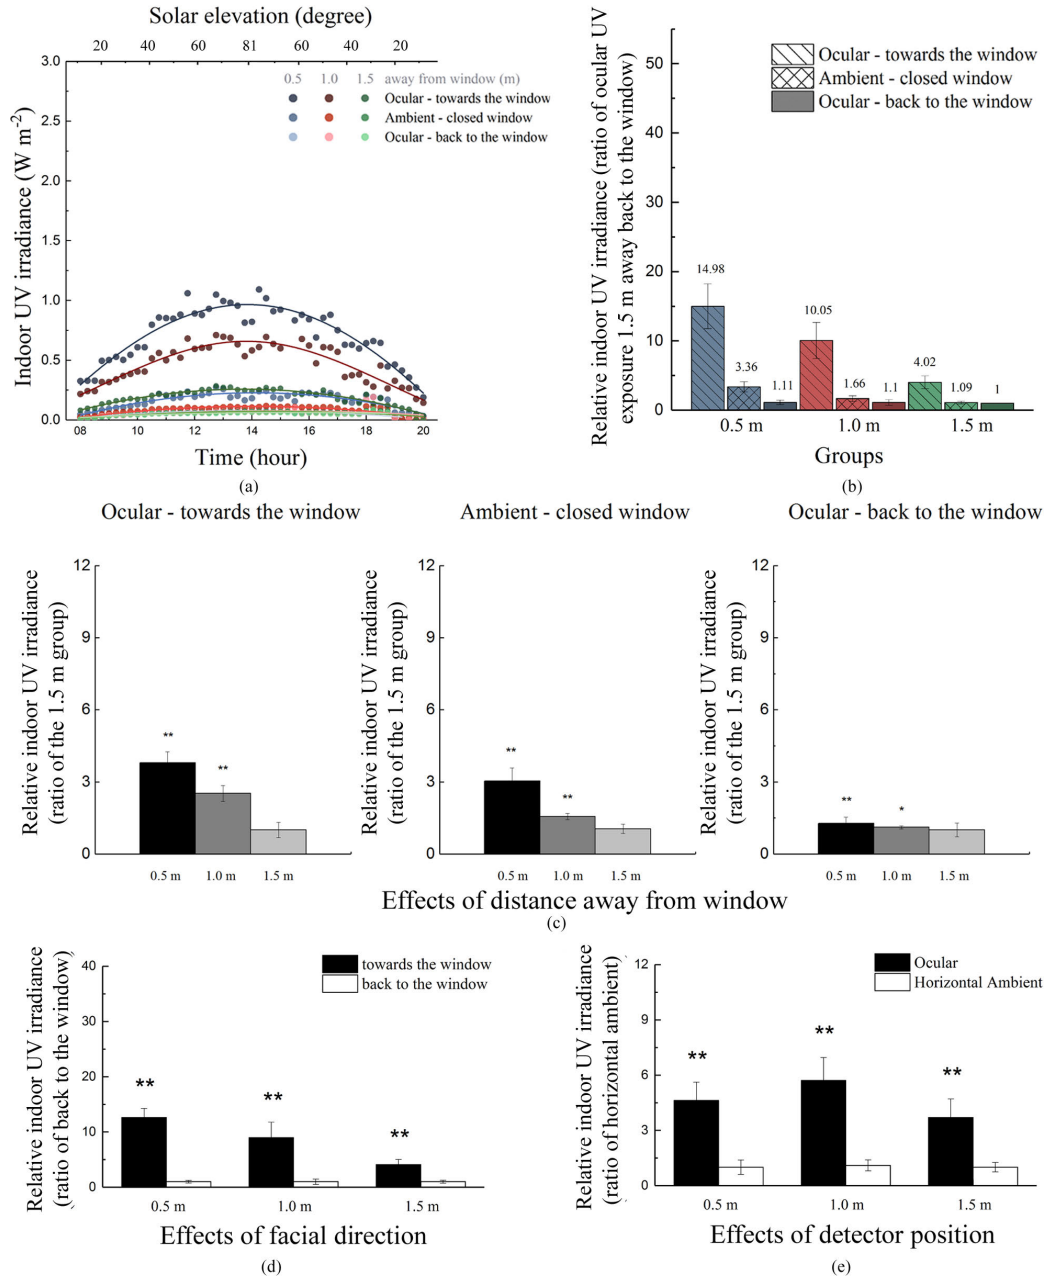 Solar elevation (degree)
20 40 60 80 81 60 40 20
3.0
2.5
2.0
1.5
1.0
0.5
0.0
Indoor UV irradiance (W m-2)
0.5 1.0 1.5 away from window (m)
Ocular - towards the window
Ambient - closed window
Ocular - back to the window
08 10 12 14 16 18 20
Time (hour)
(a)
Relative indoor UV irradiance (ratio of ocular UV
exposure 1.5 m away back to the window)
50
40
30
20
10
0
Ocular - towards the window
Ambient - closed window
Ocular - back to the window
14.98
3.36
1.11
10.05
1.66
1.1
4.02
1.09
1
0.5 m 1.0 m 1.5 m
Groups
(b)
Ocular - towards the window
Relative indoor UV irradiance
(ratio of the 1.5 m group)
12
9
6
3
0
**
**
0.5 m 1.0 m 1.5 m
Ambient - closed window
Relative indoor UV irradiance
(ratio of the 1.5 m group)
12
9
6
3
0
**
**
0.5 m 1.0 m 1.5 m
Ocular - back to the window
Relative indoor UV irradiance
(ratio of the 1.5 m group)
12
9
6
3
0
**
*
0.5 m 1.0 m 1.5 m
Effects of distance away from window
(c)
Relative indoor UV irradiance
(ratio of back to the window)
40
30
20
10
0
towards the window
back to the window
**
**
**
0.5 m 1.0 m 1.5 m
Effects of facial direction
(d)
Relative indoor UV irradiance
(ratio of horizontal ambient)
12
9
6
3
0
Ocular
Horizontal Ambient
**
**
**
0.5 m 1.0 m 1.5 m
Effects of detector position
(e)